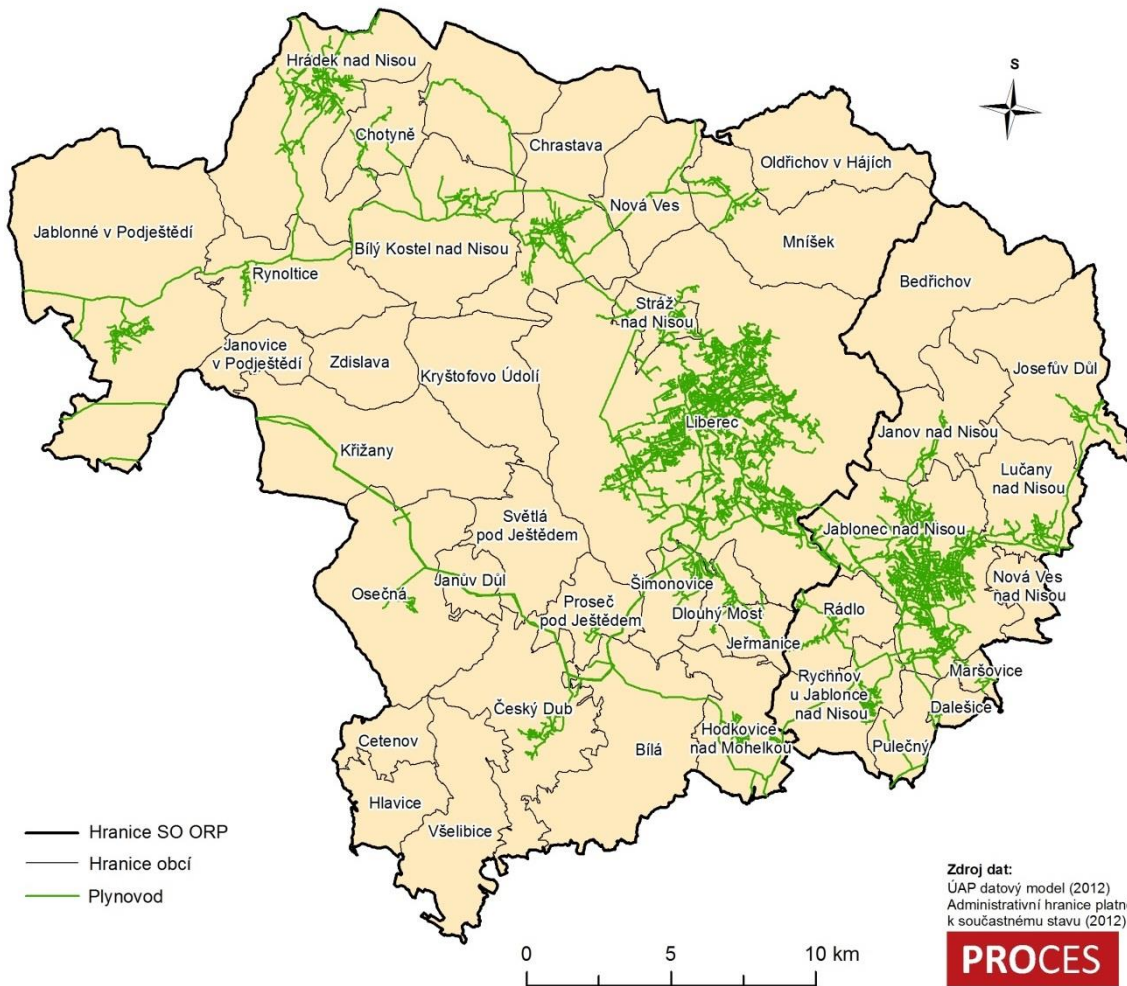 Hrádek nad Nisou
S
Chotyně
Chrastava
Oldřichov v Hájích
Nová Ves
Jablonné v Podještědí
Bílý Kostel nad Nisou
Mníšek
Rynoltice
Bedřichov
Stráž
nad Nisou
Janovice
v Podještědí
Zdislava
Kryštofovo Údolí
Josefův Důl
Liberec
Janov nad Nisou
Křižany
Lučany
nad Nisou
Světlá
pod Ještědem
Jablonec nad Nisou
Osečná
Janův Důl
Šimonovice
Nová Ves
nad Nisou
Proseč
pod Ještědem
Dlouhý Most
Rádlo
Jeřmanice
Maršovice
Rychnov
u Jablonce
nad Nisou
Dalešice
Český Dub
Hodkovice
nad Mohelkou
Cetenov
Bílá
Pulečný
Hlavice
Všelibice
Hranice SO ORP
Hranice obcí
Plynovod
0 5 10 km
Zdroj dat:
ÚAP datový model (2012)
Administrativní hranice platn
k součastnému stavu (2012)
PROCES